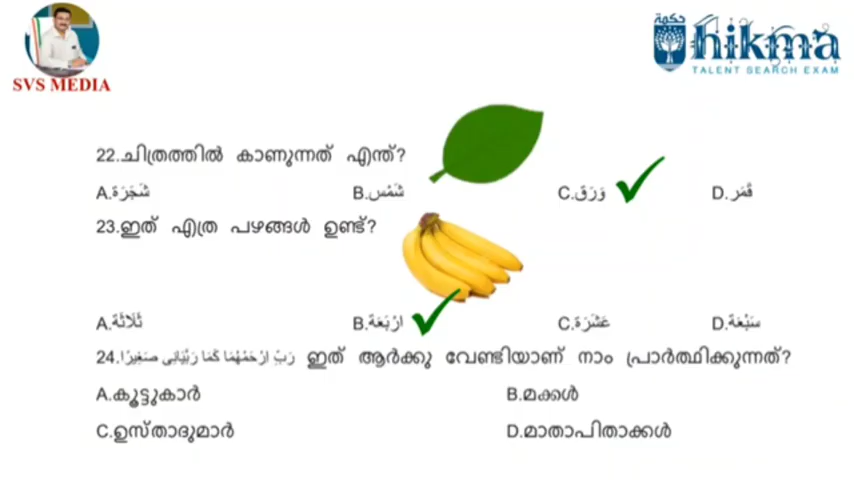 SVS MEDIA
حكمة
hikma
TALENT SEARCH EXAM
22.ചിത്രത്തിൽ കാണുന്നത് എന്ത്?
A.شَجَرَة B.شَمْس C.وَرَق D.قَمَر
23.ഇത് എത്ര പഴങ്ങൾ ഉണ്ട്?
A.ثَلَاثَة B.ارْبَعَة C.عَشَرَة D.سَبْعَة
24.رَبِّ ارْحَمْهُمَا كَمَا رَبَّيَانِي صَغِيرًا ഇത് ആർക്കു വേണ്ടിയാണ് നാം പ്രാർത്ഥിക്കുന്നത്?
A.കൂട്ടുകാർ B.മക്കൾ
C.ഉസ്താദുമാർ D.മാതാപിതാക്കൾ